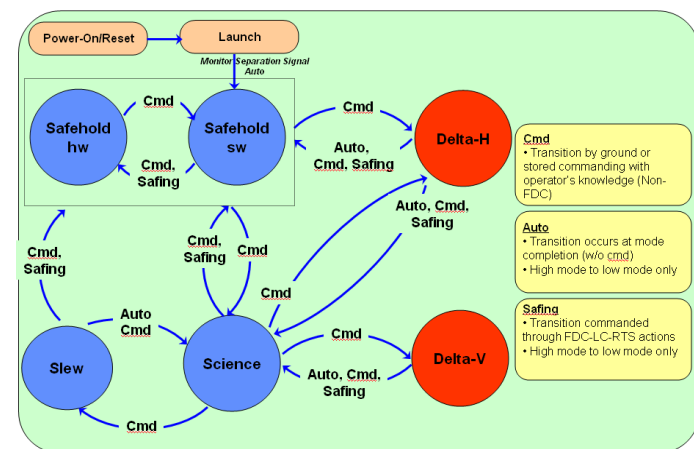 Power-On/Reset
Launch
Monitor Separation Signal
Auto
Safehold
hw
Cmd
Cmd,
Safing
Safehold
sw
Cmd
Auto,
Cmd, Safing
Delta-H
Cmd
• Transition by ground or
stored commanding with
operator's knowledge (Non-
FDC)
Auto
• Transition occurs at mode
completion (w/o cmd)
• High mode to low mode only
Safing
• Transition commanded
through FDC-LC-RTS actions
• High mode to low mode only
Cmd,
Safing
Cmd,
Safing
Cmd
Auto, Cmd,
Safing
Cmd
Auto
Cmd
Slew
Science
Cmd
Auto, Cmd,
Safing
Delta-V
Cmd